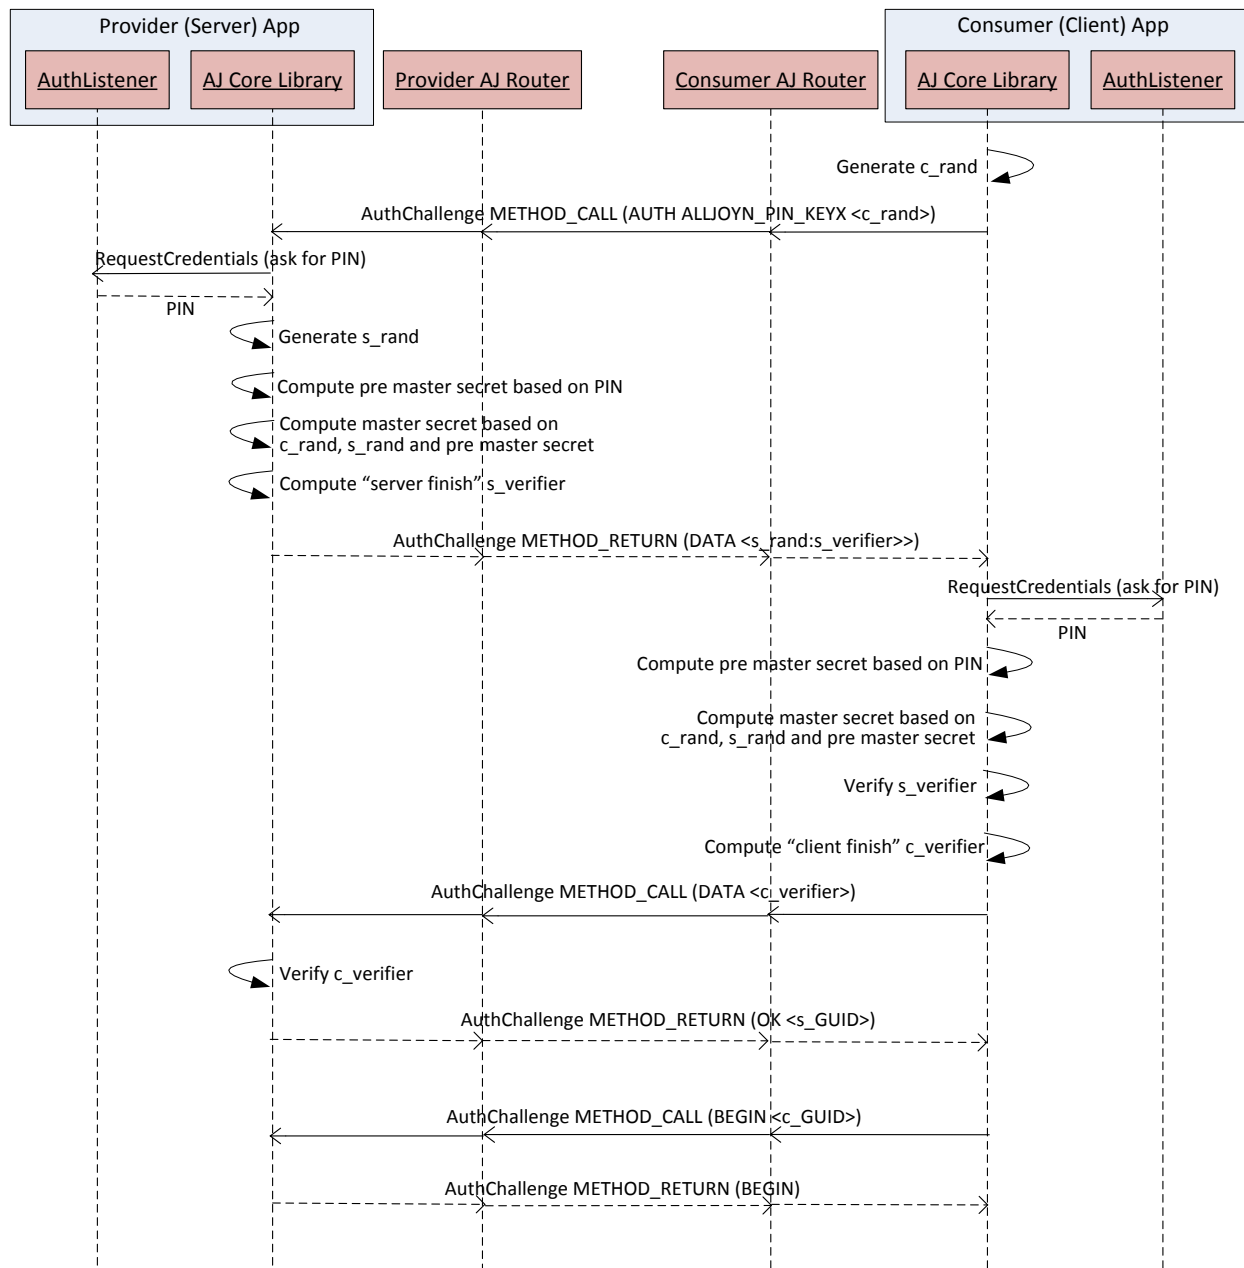 Provider (Server) App
Consumer (Client) App
AuthListener
AJ Core Library
Provider AJ Router
Consumer AJ Router
AJ Core Library
AuthListener
Generate c_rand
AuthChallenge METHOD_CALL (AUTH ALLJOYN_PIN_KEYX <c_rand>)
RequestCredentials (ask for PIN)
PIN
Generate s_rand
Compute pre master secret based on PIN
Compute master secret based on
c_rand, s_rand and pre master secret
Compute “server finish” s_verifier
AuthChallenge METHOD_RETURN (DATA <s_rand:s_verifier>>)
RequestCredentials (ask for PIN)
PIN
Compute pre master secret based on PIN
Compute master secret based on
c_rand, s_rand and pre master secret
Verify s_verifier
Compute “client finish” c_verifier
AuthChallenge METHOD_CALL (DATA <c_verifier>)
Verify c_verifier
AuthChallenge METHOD_RETURN (OK <s_GUID>)
AuthChallenge METHOD_CALL (BEGIN <c_GUID>)
AuthChallenge METHOD_RETURN (BEGIN)